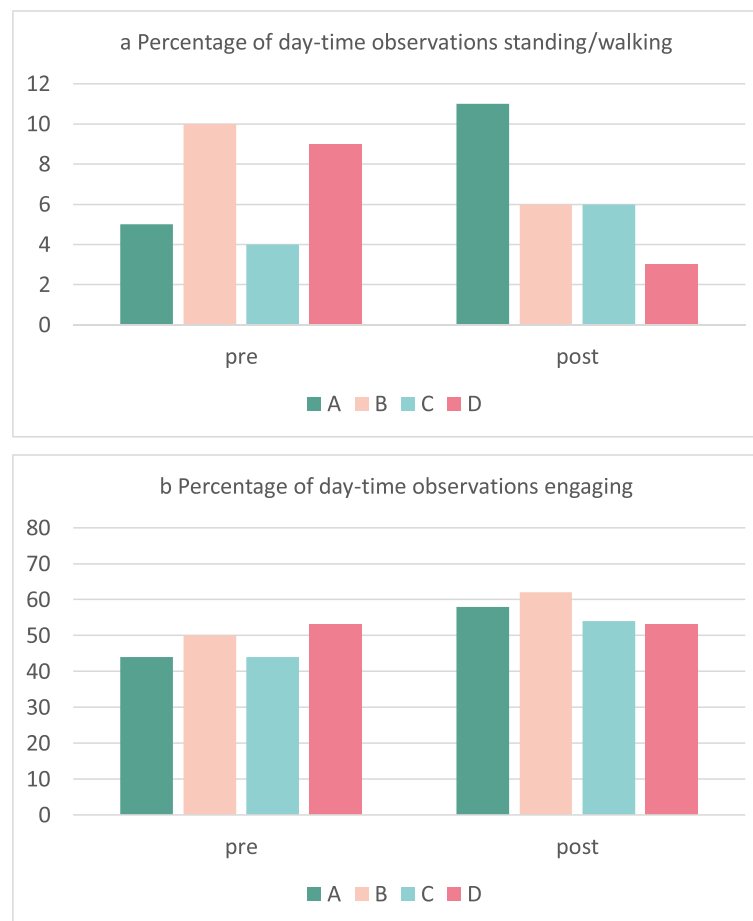 a Percentage of day-time observations standing/walking
12
10
8
6
4
2
0
pre post
A B C D
b Percentage of day-time observations engaging
80
70
60
50
40
30
20
10
0
pre post
A B C D